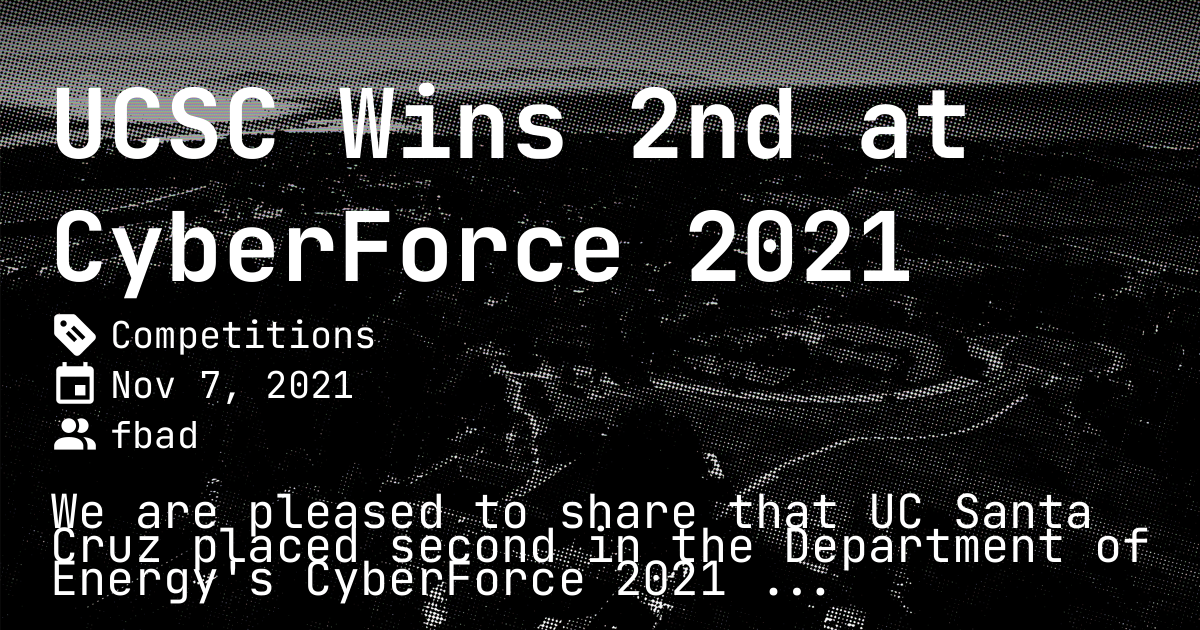 UCSC Wins 2nd at
CyberForce 2021
Competitions
Nov 7, 2021
fbad
We are pleased to share that UC Santa
Cruz placed second in the Department of
Energy's CyberForce 2021 ...